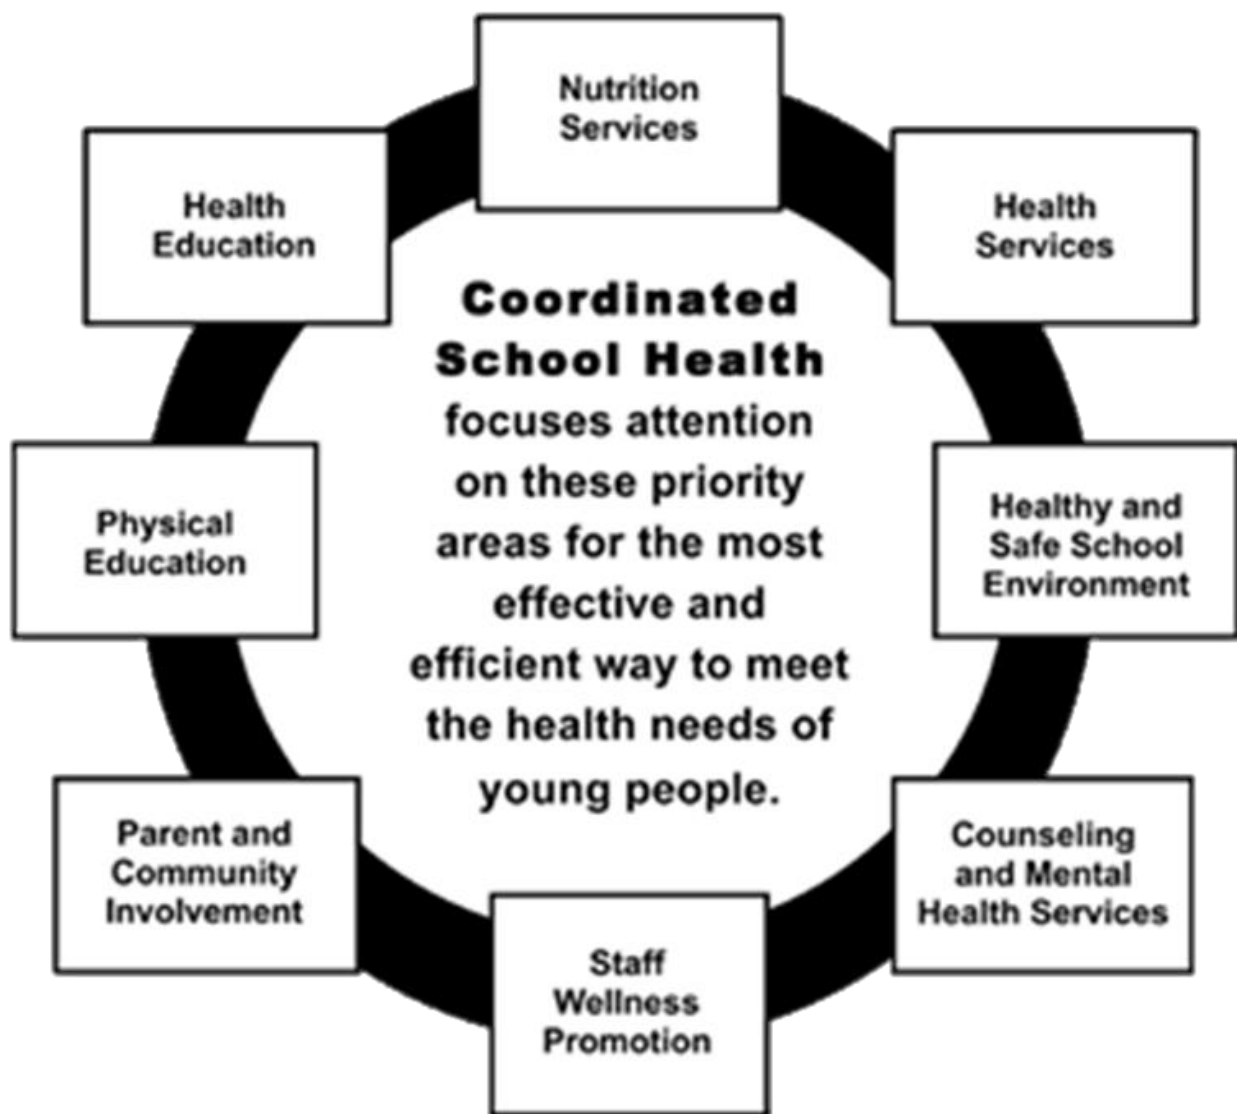 Nutrition
Services
Health
Education
Health
Services
Coordinated
School Health
focuses attention
on these priority
areas for the most
effective and
efficient way to meet
the health needs of
young people.
Physical
Education
Healthy and
Safe School
Environment
Parent and
Community
Involvement
Counseling
and Mental
Health Services
Staff
Wellness
Promotion